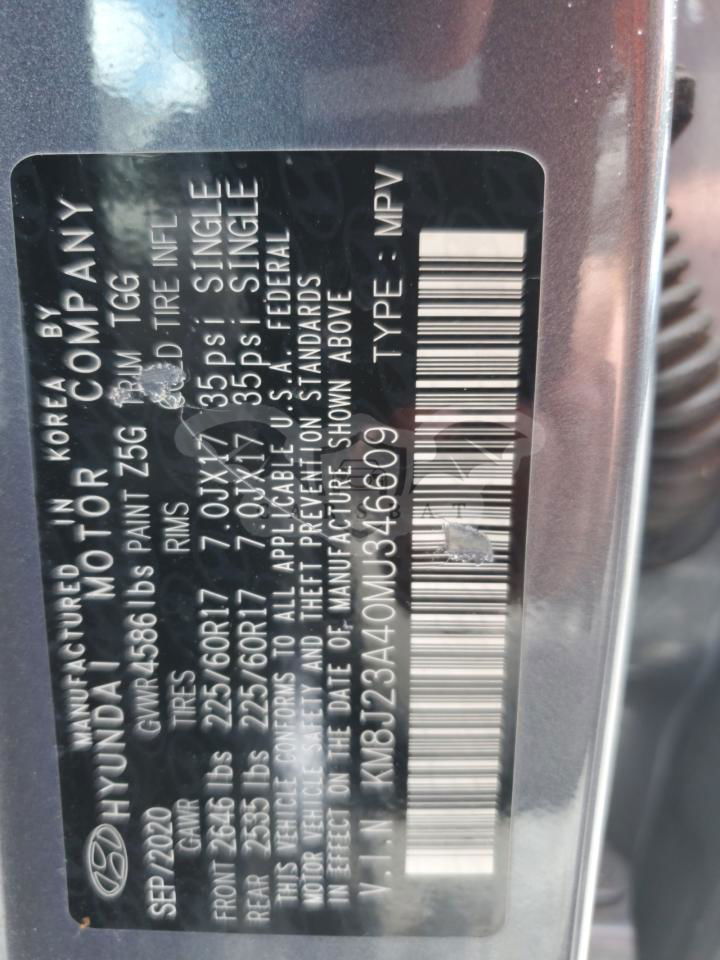 MANUFACTURED IN KOREA BY
HYUNDAI MOTOR COMPANY
SEP/2020 GVWR 4586 lbs PAINT Z5G TRIM TGG
GAWR TIRES RMS COLD TIRE INFL
FRONT 2646 lbs 225/60R17 7.0JX17 35psi SINGLE
REAR 2535 lbs 225/60R17 7.0JX17 35psi SINGLE
THIS VEHICLE CONFORMS TO ALL APPLICABLE U.S.A. FEDERAL
MOTOR VEHICLE SAFETY AND THEFT PREVENTION STANDARDS
IN EFFECT ON THE DATE OF MANUFACTURE SHOWN ABOVE
V.I.N KM8J23A40MU346609 TYPE : MPV